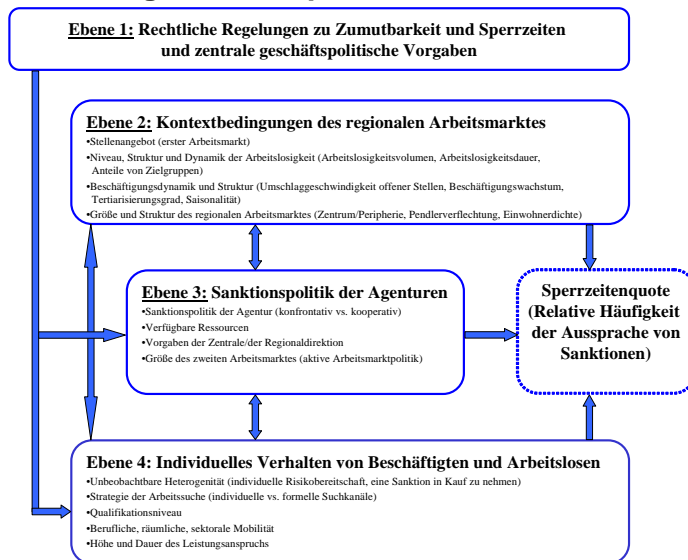 Ebene 1: Rechtliche Regelungen zu Zumutbarkeit und Sperrzeiten
und zentrale geschäftspolitische Vorgaben
Ebene 2: Kontextbedingungen des regionalen Arbeitsmarktes
•Stellenangebot (erster Arbeitsmarkt)
•Niveau, Struktur und Dynamik der Arbeitslosigkeit (Arbeitslosigkeitsvolumen, Arbeitslosigkeitsdauer,
Anteile von Zielgruppen)
•Beschäftigungsdynamik und Struktur (Umschlaggeschwindigkeit offener Stellen, Beschäftigungswachstum,
Tertiarisierungsgrad, Saisonalität)
•Größe und Struktur des regionalen Arbeitsmarktes (Zentrum/Peripherie, Pendlerverflechtung, Einwohnerdichte)
Ebene 3: Sanktionspolitik der Agenturen
•Sanktionspolitik der Agentur (konfrontativ vs. kooperativ)
•Verfügbare Ressourcen
•Vorgaben der Zentrale/der Regionaldirektion
•Größe des zweiten Arbeitsmarktes (aktive Arbeitsmarktpolitik)
Sperrzeitenquote
(Relative Häufigkeit
der Aussprache von
Sanktionen)
Ebene 4: Individuelles Verhalten von Beschäftigten und Arbeitslosen
•Unbeobachtbare Heterogenität (individuelle Risikobereitschaft, eine Sanktion in Kauf zu nehmen)
•Strategie der Arbeitssuche (individuelle vs. formelle Suchkanäle)
•Qualifikationsniveau
•Berufliche, räumliche, sektorale Mobilität
•Höhe und Dauer des Leistungsanspruchs